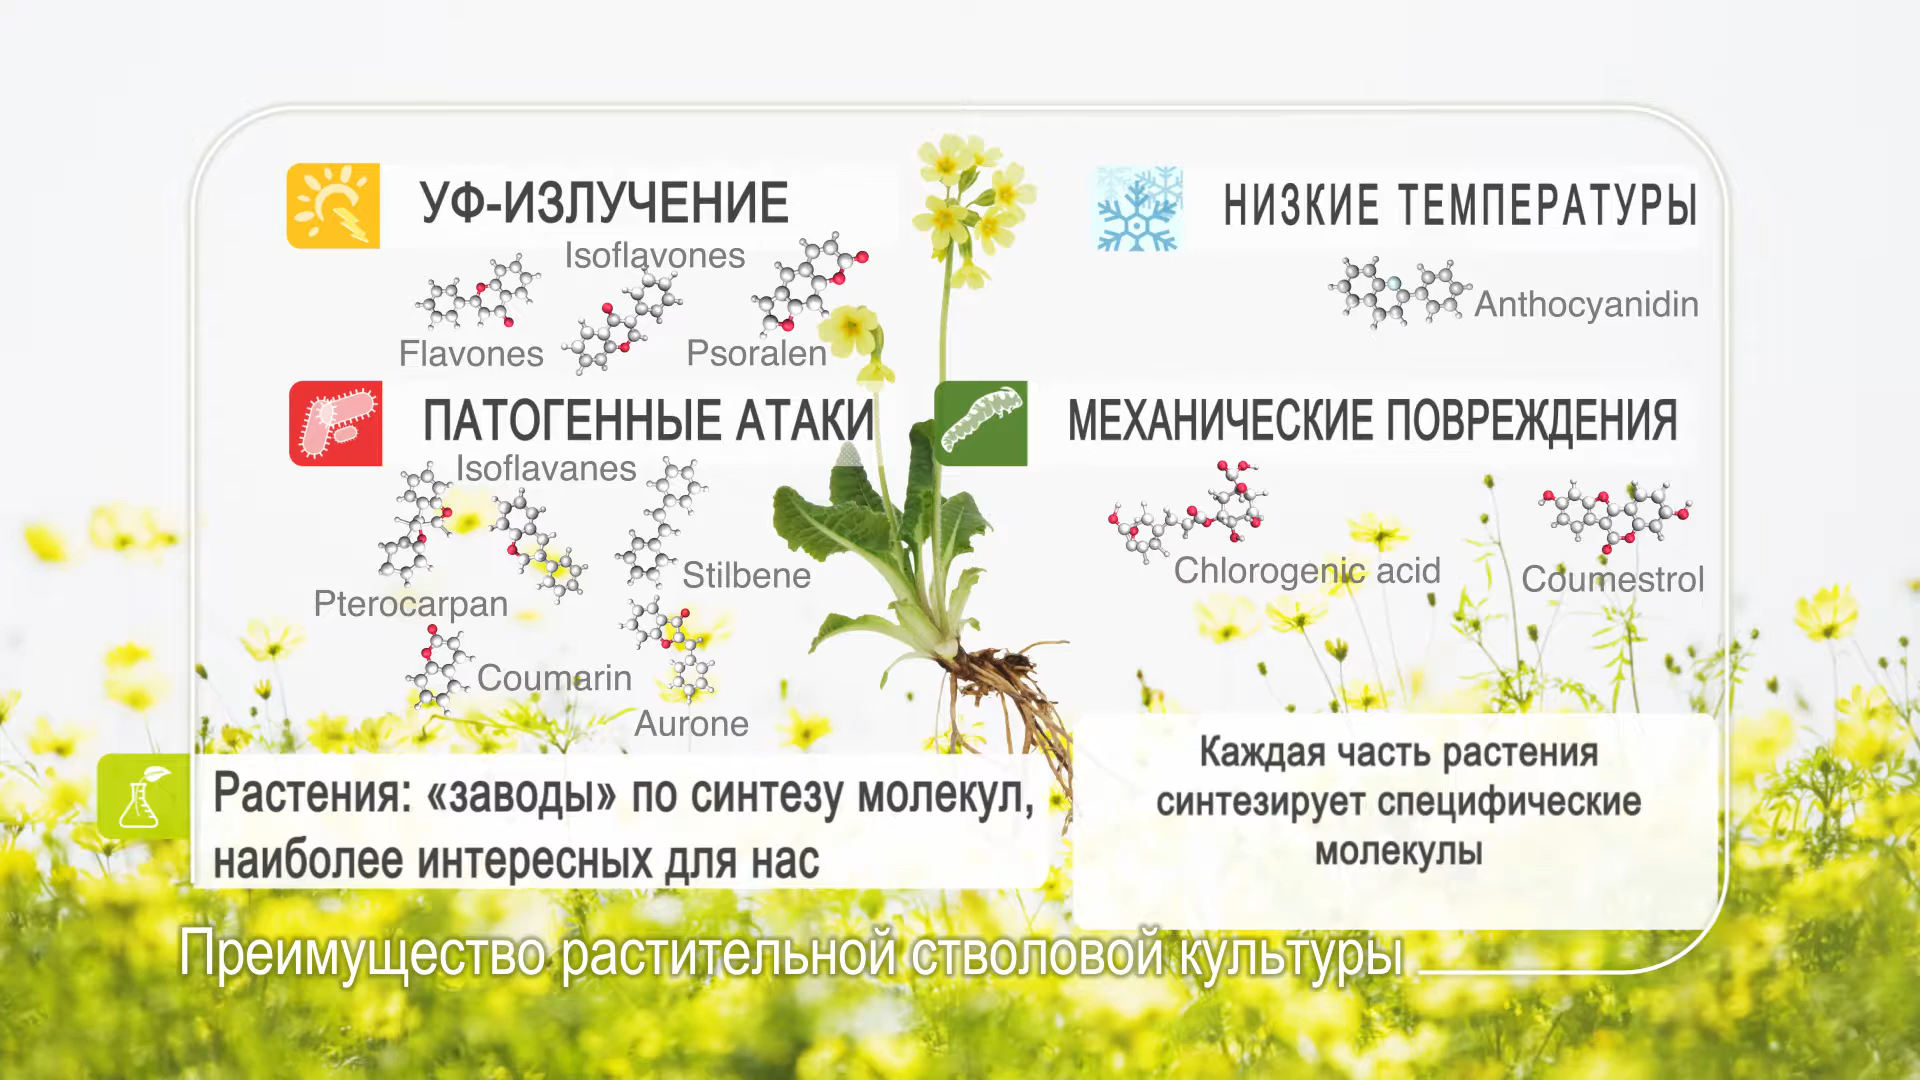 УФ-ИЗЛУЧЕНИЕ
Isoflavones
Flavones
Psoralen
НИЗКИЕ ТЕМПЕРАТУРЫ
Anthocyanidin
ПАТОГЕННЫЕ АТАКИ
Isoflavanes
Stilbene
Pterocarpan
Coumarin
Aurone
МЕХАНИЧЕСКИЕ ПОВРЕЖДЕНИЯ
Chlorogenic acid
Coumestrol
Растения: «заводы» по синтезу молекул,
наиболее интересных для нас
Каждая часть растения
синтезирует специфические
молекулы
Преимущество растительной стволовой культуры